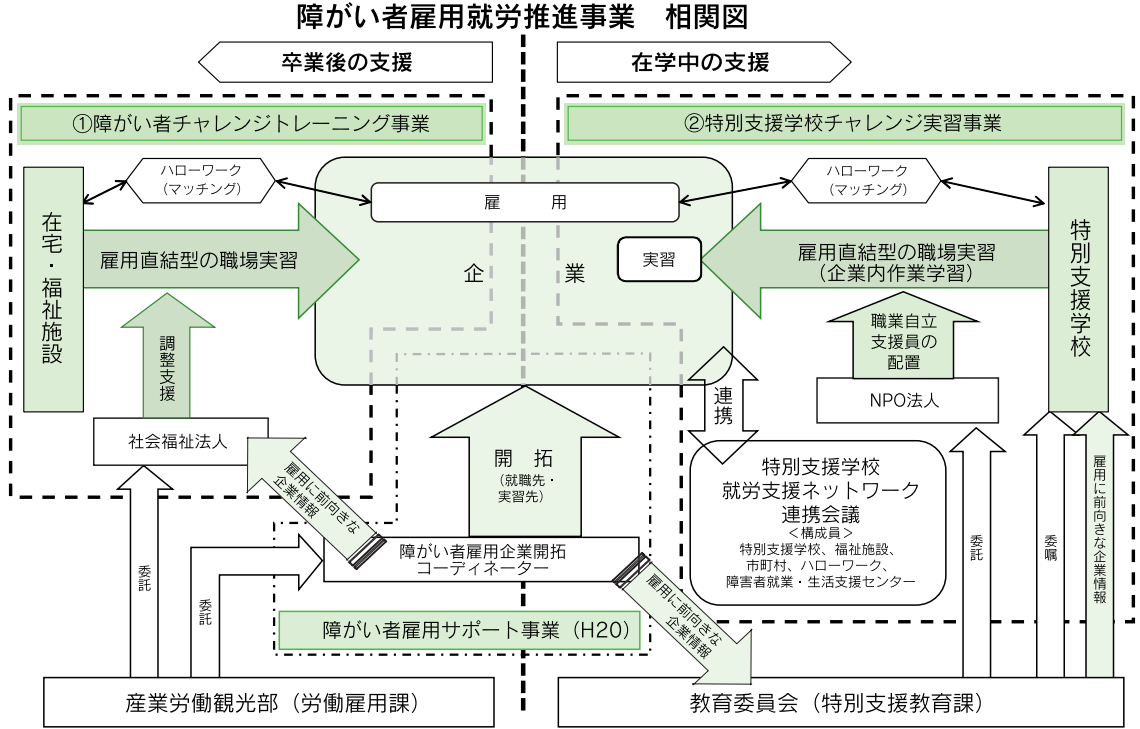 障がい者雇用就労推進事業　相関図
卒業後の支援
在学中の支援
①障がい者チャレンジトレーニング事業
②特別支援学校チャレンジ実習事業
ハローワーク
（マッチング）
ハローワーク
（マッチング）
雇　用
在宅・福祉施設
雇用直結型の職場実習
企　業
実習
雇用直結型の職場実習
（企業内作業学習）
特別支援学校
調整支援
職業自立
支援員の
配置
連携
NPO法人
社会福祉法人
雇用に前向きな
企業情報
開　拓
（就職先・
実習先）
特別支援学校
就労支援ネットワーク
連携会議
＜構成員＞
特別支援学校、福祉施設、
市町村、ハローワーク、
障害者就業・生活支援センター
障がい者雇用企業開拓
コーディネーター
委託
委託
雇用に前向きな
企業情報
委託
委嘱
雇用に前向きな企業情報
障がい者雇用サポート事業（H20）
産業労働観光部（労働雇用課）
教育委員会（特別支援教育課）